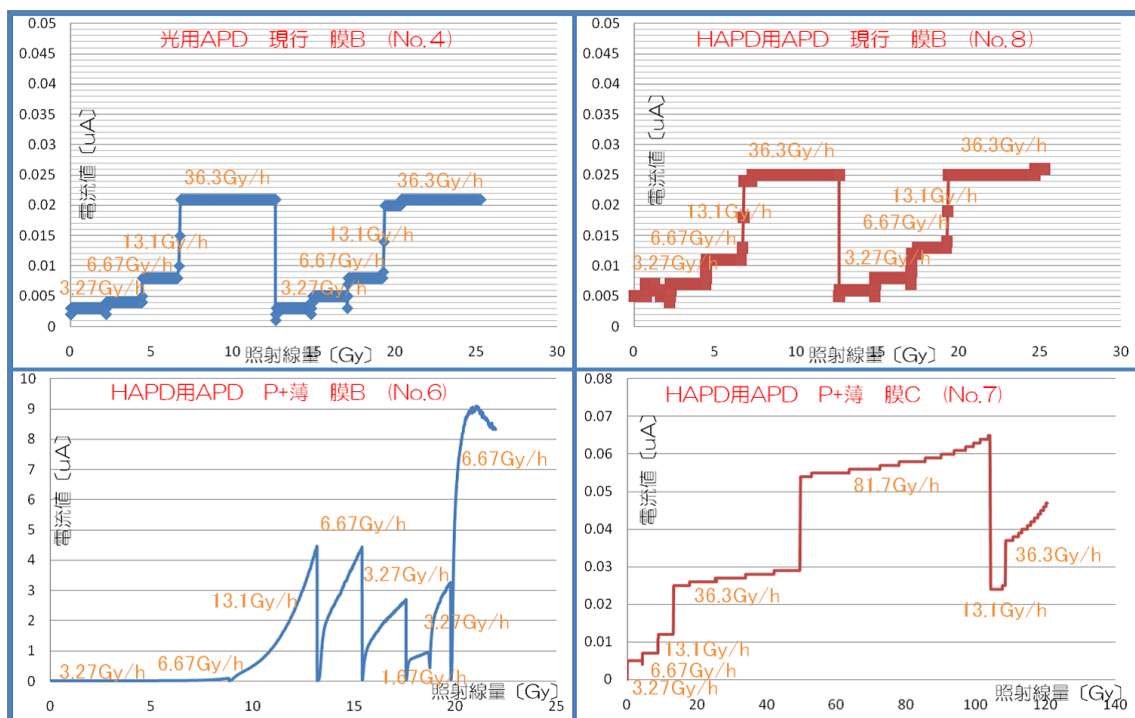 光用APD　現行　膜B　(No.4)
0.05
0.045
0.04
0.035
0.03
0.025
0.02
0.015
0.01
0.005
0
電流値〔uA〕
36.3Gy/h
36.3Gy/h
13.1Gy/h
13.1Gy/h
6.67Gy/h
6.67Gy/h
3.27Gy/h
3.27Gy/h
0 5 10 15 20 25 30
照射線量〔Gy〕
HAPD用APD　現行　膜B　(No.8)
0.05
0.045
0.04
0.035
0.03
0.025
0.02
0.015
0.01
0.005
0
電流値〔uA〕
36.3Gy/h
36.3Gy/h
13.1Gy/h
13.1Gy/h
6.67Gy/h
6.67Gy/h
3.27Gy/h
3.27Gy/h
0 5 10 15 20 25 30
照射線量〔Gy〕
HAPD用APD　P+薄　膜B　(No.6)
10
9
8
7
6
5
4
3
2
1
0
電流値〔uA〕
6.67Gy/h
6.67Gy/h
3.27Gy/h
13.1Gy/h
3.27Gy/h
6.67Gy/h
3.27Gy/h
1.67Gy/h
0 5 10 15 20 25
照射線量〔Gy〕
HAPD用APD　P+薄　膜C　(No.7)
0.08
0.07
0.06
0.05
0.04
0.03
0.02
0.01
0
電流値〔uA〕
81.7Gy/h
36.3Gy/h
36.3Gy/h
13.1Gy/h
13.1Gy/h
6.67Gy/h
3.27Gy/h
0 20 40 60 80 100 120 140
照射線量〔Gy〕